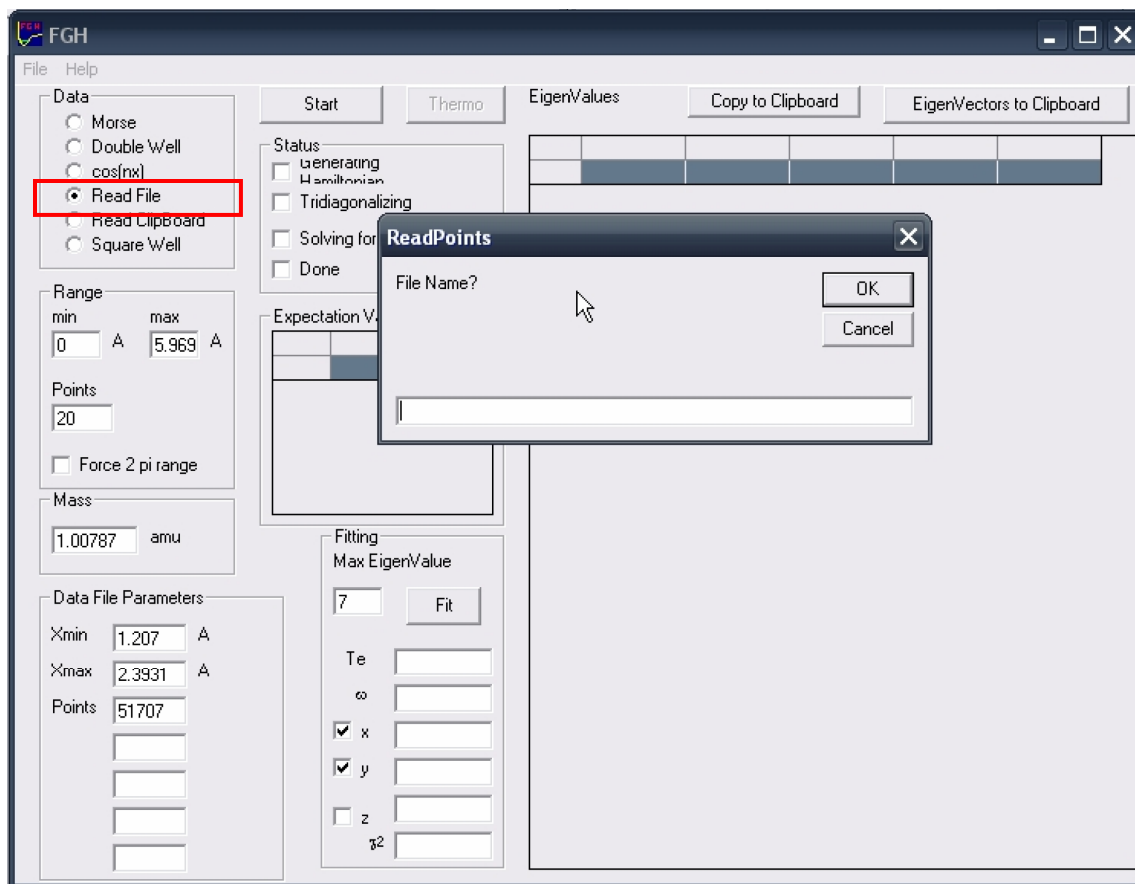 FGH
File Help
Data
Morse
Double Well
cos(nx)
Read File
Read ClipBoard
Square Well
Start
Thermo
Status
Generating
Hamiltonian
Tridiagonalizing
Solving for
Done
EigenValues
Copy to Clipboard
EigenVectors to Clipboard
ReadPoints
File Name?
OK
Cancel
Range
min max
0 A 5.969 A
Points
20
Force 2 pi range
Expectation V
Mass
1.00787 amu
Data File Parameters
Xmin 1.207 A
Xmax 2.3931 A
Points 51707
Fitting
Max EigenValue
7 Fit
Te
ω
x
y
z